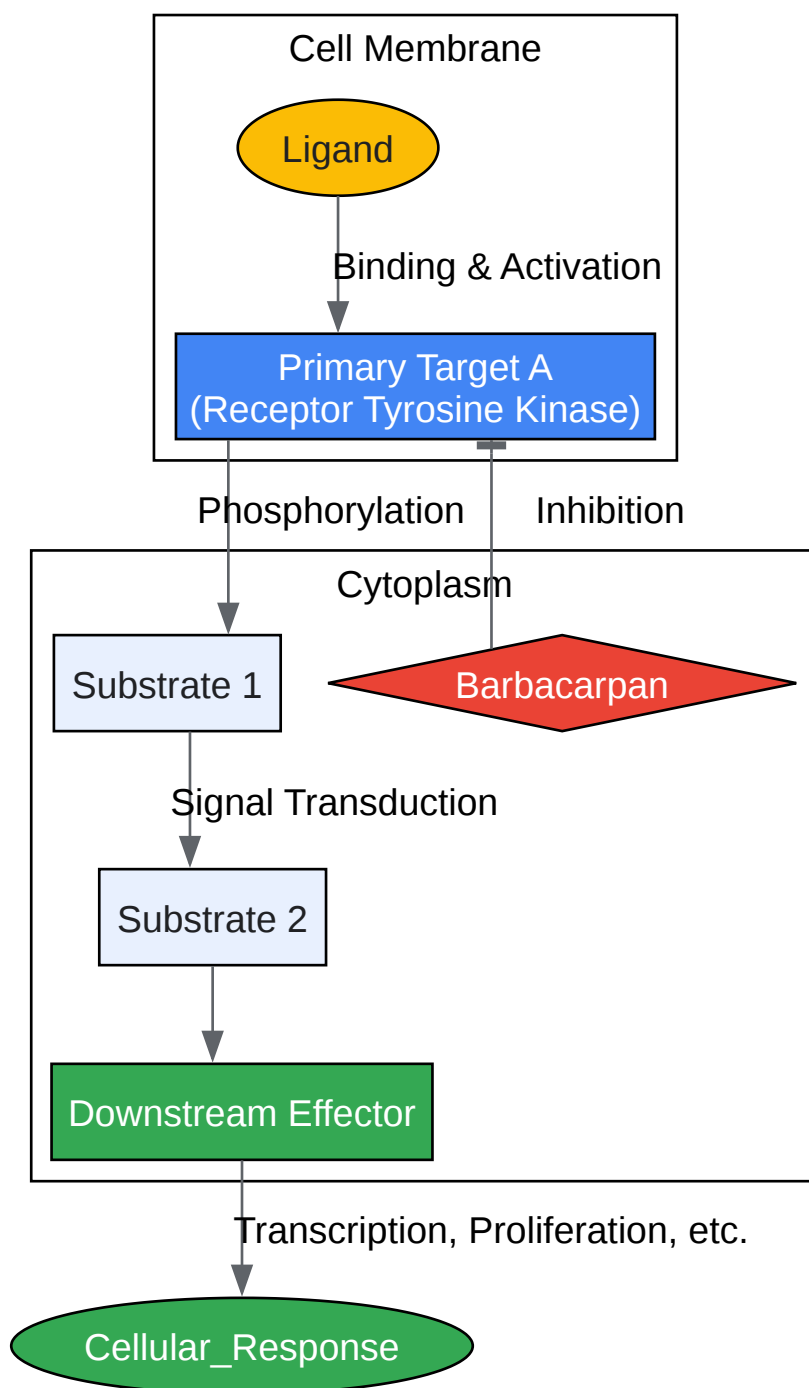 Cell Membrane
Ligand
Binding & Activation
Primary Target A
(Receptor Tyrosine Kinase)
Phosphorylation
Inhibition
Cytoplasm
Substrate 1
Barbacarpan
Signal Transduction
Substrate 2
Downstream Effector
Transcription, Proliferation, etc.
Cellular_Response